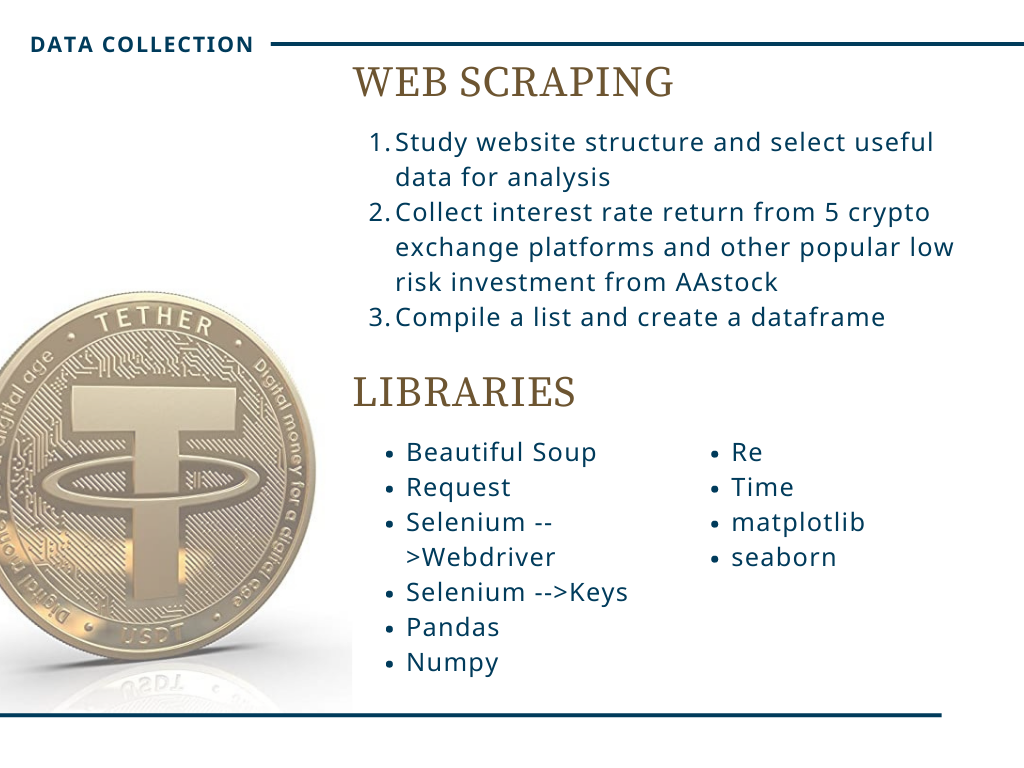 DATA COLLECTION
WEB SCRAPING
1. Study website structure and select useful
data for analysis
2. Collect interest rate return from 5 crypto
exchange platforms and other popular low
risk investment from AAstock
3. Compile a list and create a dataframe
LIBRARIES
• Beautiful Soup
• Request
• Selenium --
>Webdriver
• Selenium -->Keys
• Pandas
• Numpy
• Re
• Time
• matplotlib
• seaborn
• TETHER •
Digital money for a digital age
• USDT •
Digital money
digital age